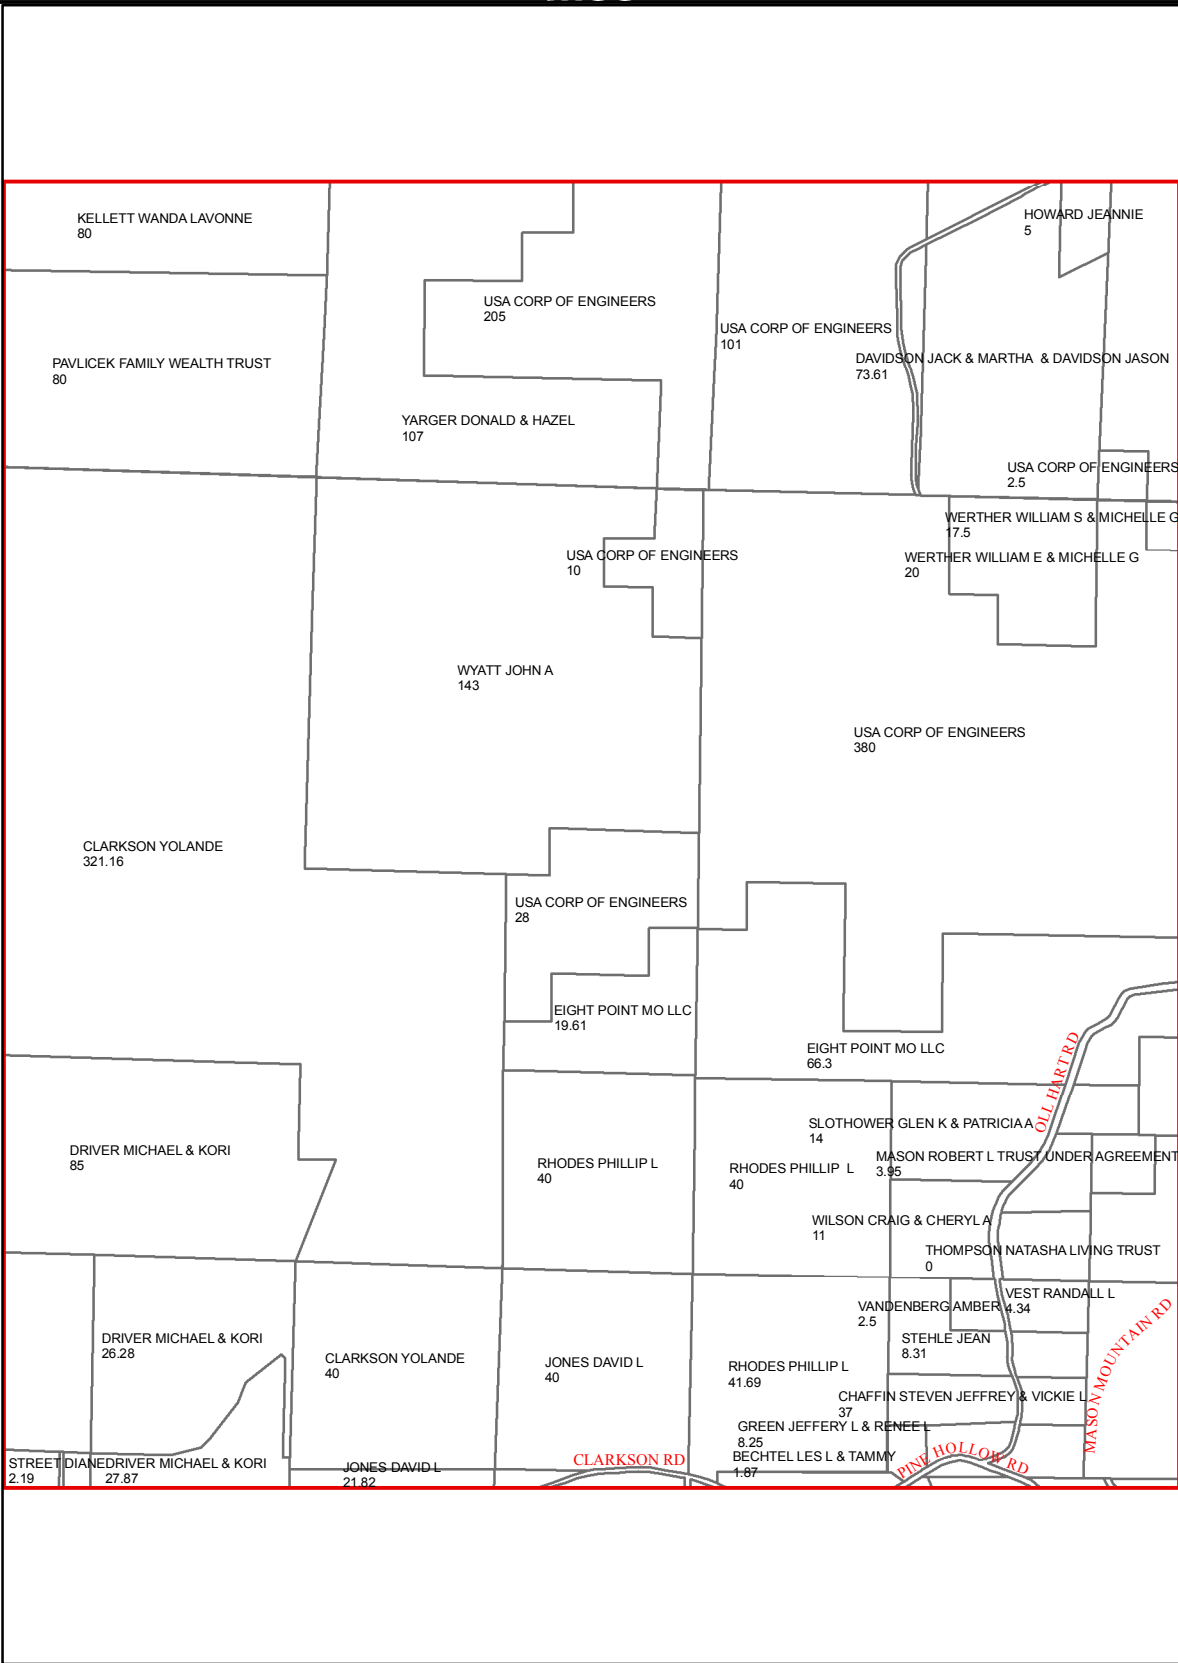 KELLETT WANDA LAVONNE
80
HOWARD JEANNIE
5
USA CORP OF ENGINEERS
205
USA CORP OF ENGINEERS
101
PAVLICEK FAMILY WEALTH TRUST
80
DAVIDSON JACK & MARTHA & DAVIDSON JASON
73.61
YARGER DONALD & HAZEL
107
USA CORP OF ENGINEERS
2.5
WERTHER WILLIAM S & MICHELLE G
17.5
USA CORP OF ENGINEERS
10
WERTHER WILLIAM E & MICHELLE G
20
WYATT JOHN A
143
USA CORP OF ENGINEERS
380
CLARKSON YOLANDE
321.16
USA CORP OF ENGINEERS
28
EIGHT POINT MO LLC
19.61
EIGHT POINT MO LLC
66.3
OLL HART RD
SLOTHOWER GLEN K & PATRICIA A
14
DRIVER MICHAEL & KORI
85
RHODES PHILLIP L
40
RHODES PHILLIP L
40
MASON ROBERT L TRUST UNDER AGREEMENT
3.95
WILSON CRAIG & CHERYL A
11
THOMPSON NATASHA LIVING TRUST
0
VEST RANDALL L
4.34
VANDENBERG AMBER
2.5
MASON MOUNTAIN RD
DRIVER MICHAEL & KORI
26.28
STEHLE JEAN
8.31
CLARKSON YOLANDE
40
JONES DAVID L
40
RHODES PHILLIP L
41.69
CHAFFIN STEVEN JEFFREY & VICKIE L
37
GREEN JEFFERY L & RENEE L
8.25
BECHTEL LES L & TAMMY
1.87
PINE HOLLOW RD
CLARKSON RD
STREET DIANE
2.19
DRIVER MICHAEL & KORI
27.87
JONES DAVID L
21.82